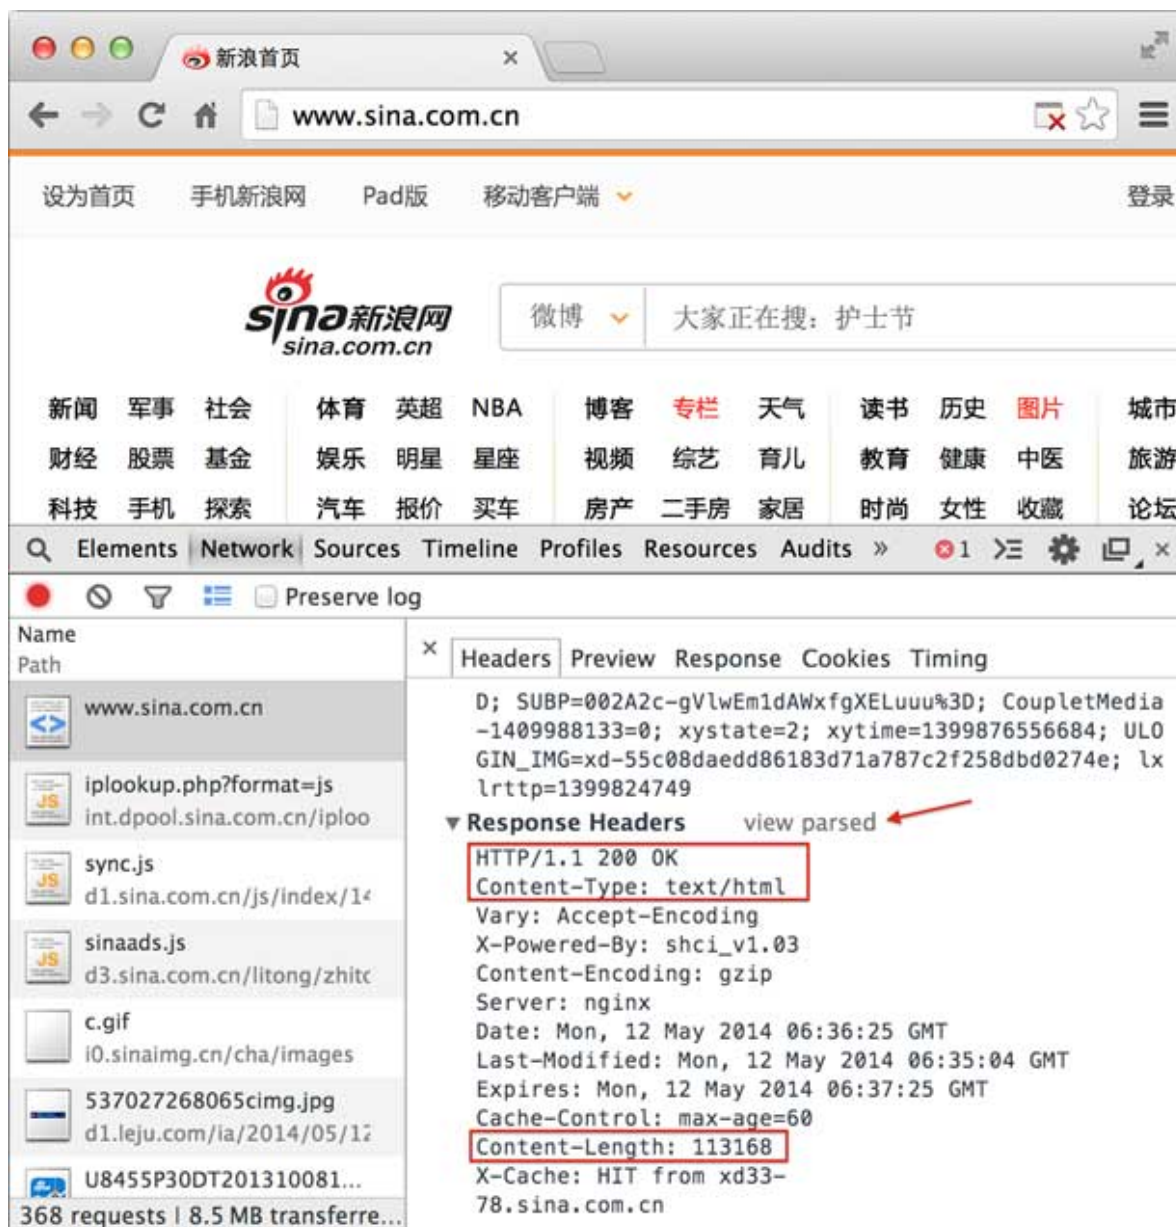 新浪首页
www.sina.com.cn
设为首页 手机新浪网 Pad版 移动客户端 登录
sina新浪网
sina.com.cn
微博 大家正在搜：护士节
新闻 军事 社会 体育 英超 NBA 博客 专栏 天气 读书 历史 图片 城市
财经 股票 基金 娱乐 明星 星座 视频 综艺 育儿 教育 健康 中医 旅游
科技 手机 探索 汽车 报价 买车 房产 二手房 家居 时尚 女性 收藏 论坛
Elements Network Sources Timeline Profiles Resources Audits » 1
Preserve log
Name
Path
× Headers Preview Response Cookies Timing
www.sina.com.cn
JS iplookup.php?format=js
int.dpool.sina.com.cn/iploo
JS sync.js
d1.sina.com.cn/js/index/14
JS sinaads.js
d3.sina.com.cn/litong/zhitc
c.gif
i0.sinaimg.cn/cha/images
537027268065cimg.jpg
d1.leju.com/ia/2014/05/12
U8455P30DT201310081...
368 requests | 8.5 MB transferre...
D; SUBP=002A2c-gVlwEm1dAWxfgXELuuu%3D; CoupletMedia
-1409988133=0; xystate=2; xytime=1399876556684; ULO
GIN_IMG=xd-55c08daedd86183d71a787c2f258dbd0274e; lx
lrttp=1399824749
▼ Response Headers view parsed
HTTP/1.1 200 OK
Content-Type: text/html
Vary: Accept-Encoding
X-Powered-By: shci_v1.03
Content-Encoding: gzip
Server: nginx
Date: Mon, 12 May 2014 06:36:25 GMT
Last-Modified: Mon, 12 May 2014 06:35:04 GMT
Expires: Mon, 12 May 2014 06:37:25 GMT
Cache-Control: max-age=60
Content-Length: 113168
X-Cache: HIT from xd33-
78.sina.com.cn